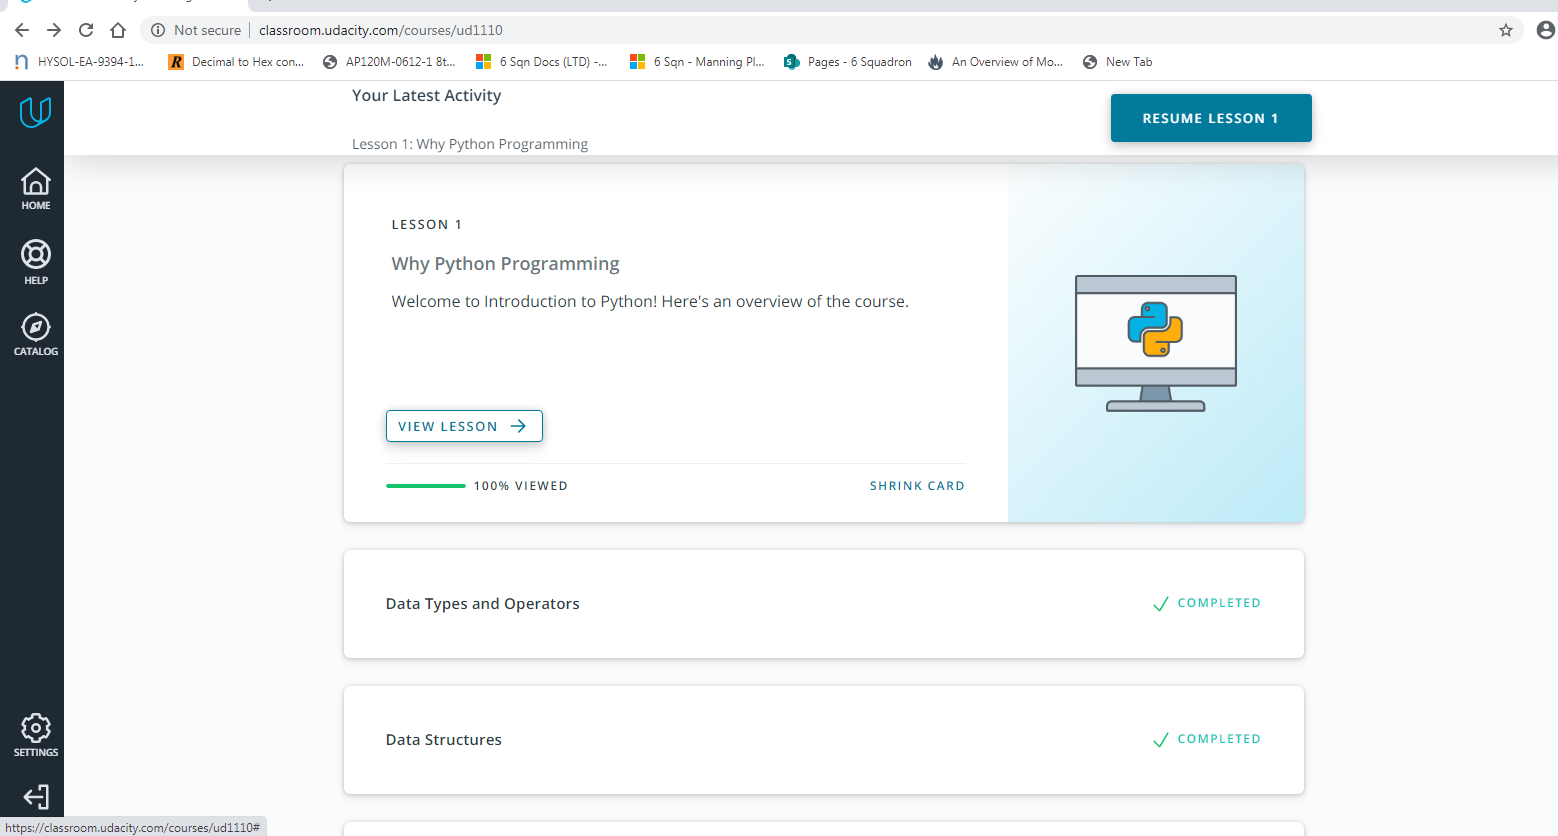 Not secure classroom.udacity.com/courses/ud1110
HYSOL-EA-9394-1... Decimal to Hex con... AP120M-0612-1 8t... 6 Sqn Docs (LTD) -... 6 Sqn - Manning Pl... Pages - 6 Squadron An Overview of Mo... New Tab
Your Latest Activity
RESUME LESSON 1
Lesson 1: Why Python Programming
HOME
HELP
CATALOG
LESSON 1
Why Python Programming
Welcome to Introduction to Python! Here's an overview of the course.
VIEW LESSON
100% VIEWED
SHRINK CARD
Data Types and Operators
COMPLETED
Data Structures
COMPLETED
SETTINGS
https://classroom.udacity.com/courses/ud1110#